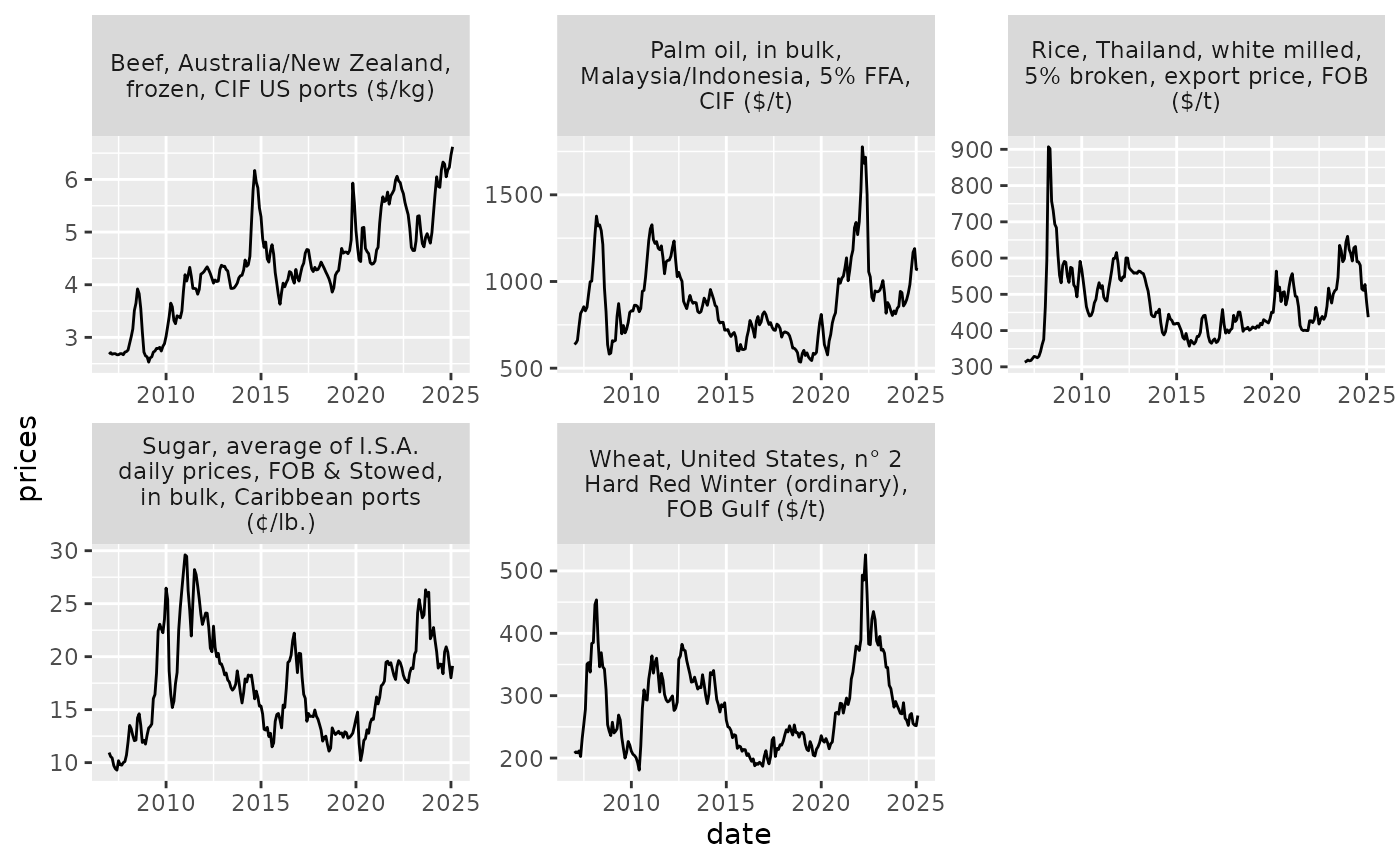 Beef, Australia/New Zealand,
frozen, CIF US ports ($/kg)
Palm oil, in bulk,
Malaysia/Indonesia, 5% FFA,
CIF ($/t)
Rice, Thailand, white milled,
5% broken, export price, FOB
($/t)
6
5
4
3
2010 2015 2020 2025
1500
1000
500
2010 2015 2020 2025
900
800
700
600
500
400
300
2010 2015 2020 2025
prices
Sugar, average of I.S.A.
daily prices, FOB & Stowed,
in bulk, Caribbean ports
(¢/lb.)
Wheat, United States, n° 2
Hard Red Winter (ordinary),
FOB Gulf ($/t)
30
25
20
15
10
2010 2015 2020 2025
500
400
300
200
2010 2015 2020 2025
date